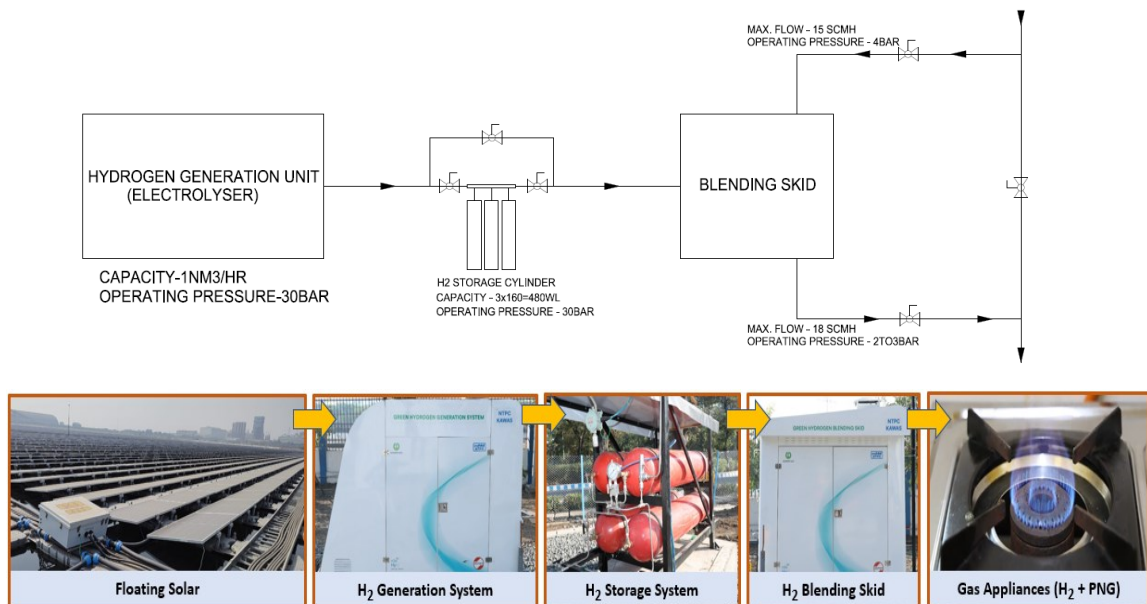 MAX. FLOW - 15 SCMH
OPERATING PRESSURE - 4BAR
HYDROGEN GENERATION UNIT
(ELECTROLYSER)
BLENDING SKID
CAPACITY-1NM3/HR
OPERATING PRESSURE-30BAR
H2 STORAGE CYLINDER
CAPACITY - 3x160=480WL
OPERATING PRESSURE - 30BAR
MAX. FLOW - 18 SCMH
OPERATING PRESSURE - 2TO3BAR
GREEN HYDROGEN GENERATION SYSTEM
NTPC
KAWAS
GREEN HYDROGEN BLENDING SKID
NTPC
KAWAS
Floating Solar
H₂ Generation System
H₂ Storage System
H₂ Blending Skid
Gas Appliances (H₂ + PNG)